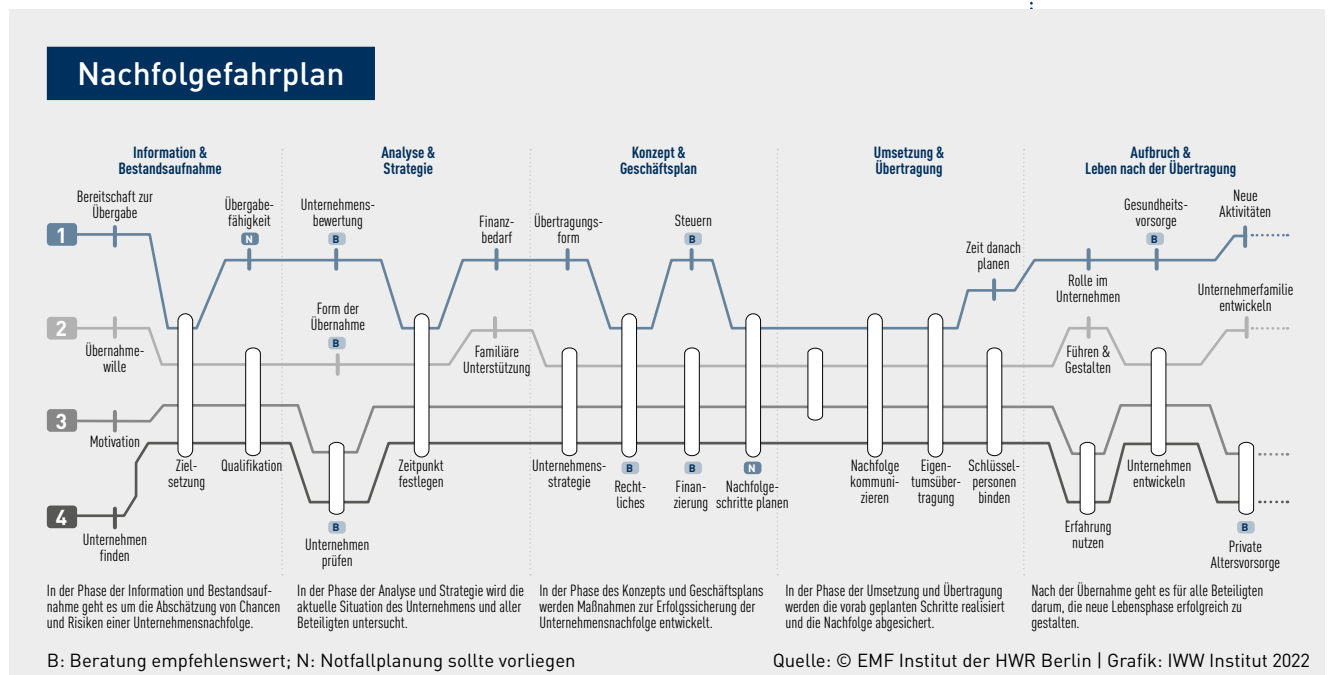 Nachfolgefahrplan
Information &
Bestandsaufnahme
Analyse &
Strategie
Konzept &
Geschäftsplan
Umsetzung &
Übertragung
Aufbruch &
Leben nach der Übertragung
1
Bereitschaft zur
Übergabe
Übergabe-
fähigkeit
N
Unternehmens-
bewertung
B
Finanz-
bedarf
Übertragungs-
form
Steuern
B
Zeit danach
planen
Rolle im
Unternehmen
Gesundheits-
vorsorge
B
Neue
Aktivitäten
2
Übernahme-
wille
Form der
Übernahme
B
Familiäre
Unterstützung
Führen &
Gestalten
Unternehmerfamilie
entwickeln
3
Motivation
4
Unternehmen
finden
Ziel-
setzung
Qualifikation
B
Unternehmen
prüfen
Zeitpunkt
festlegen
Unternehmens-
strategie
B
Recht-
liches
B
Finan-
zierung
N
Nachfolge-
schritte planen
Nachfolge
kommuni-
zieren
Eigen-
tumsüber-
tragung
Schlüssel-
personen
binden
Erfahrung
nutzen
Unternehmen
entwickeln
B
Private
Altersvorsorge
In der Phase der Information und Bestandsauf-
nahme geht es um die Abschätzung von Chancen
und Risiken einer Unternehmensnachfolge.
In der Phase der Analyse und Strategie wird die
aktuelle Situation des Unternehmens und aller
Beteiligten untersucht.
In der Phase des Konzepts und Geschäftsplans
werden Maßnahmen zur Erfolgssicherung der
Unternehmensnachfolge entwickelt.
In der Phase der Umsetzung und Übertragung
werden die vorab geplanten Schritte realisiert
und die Nachfolge abgesichert.
Nach der Übernahme geht es für alle Beteiligten
darum, die neue Lebensphase erfolgreich zu
gestalten.
B: Beratung empfehlenswert; N: Notfallplanung sollte vorliegen
Quelle: © EMF Institut der HWR Berlin | Grafik: IWW Institut 2022